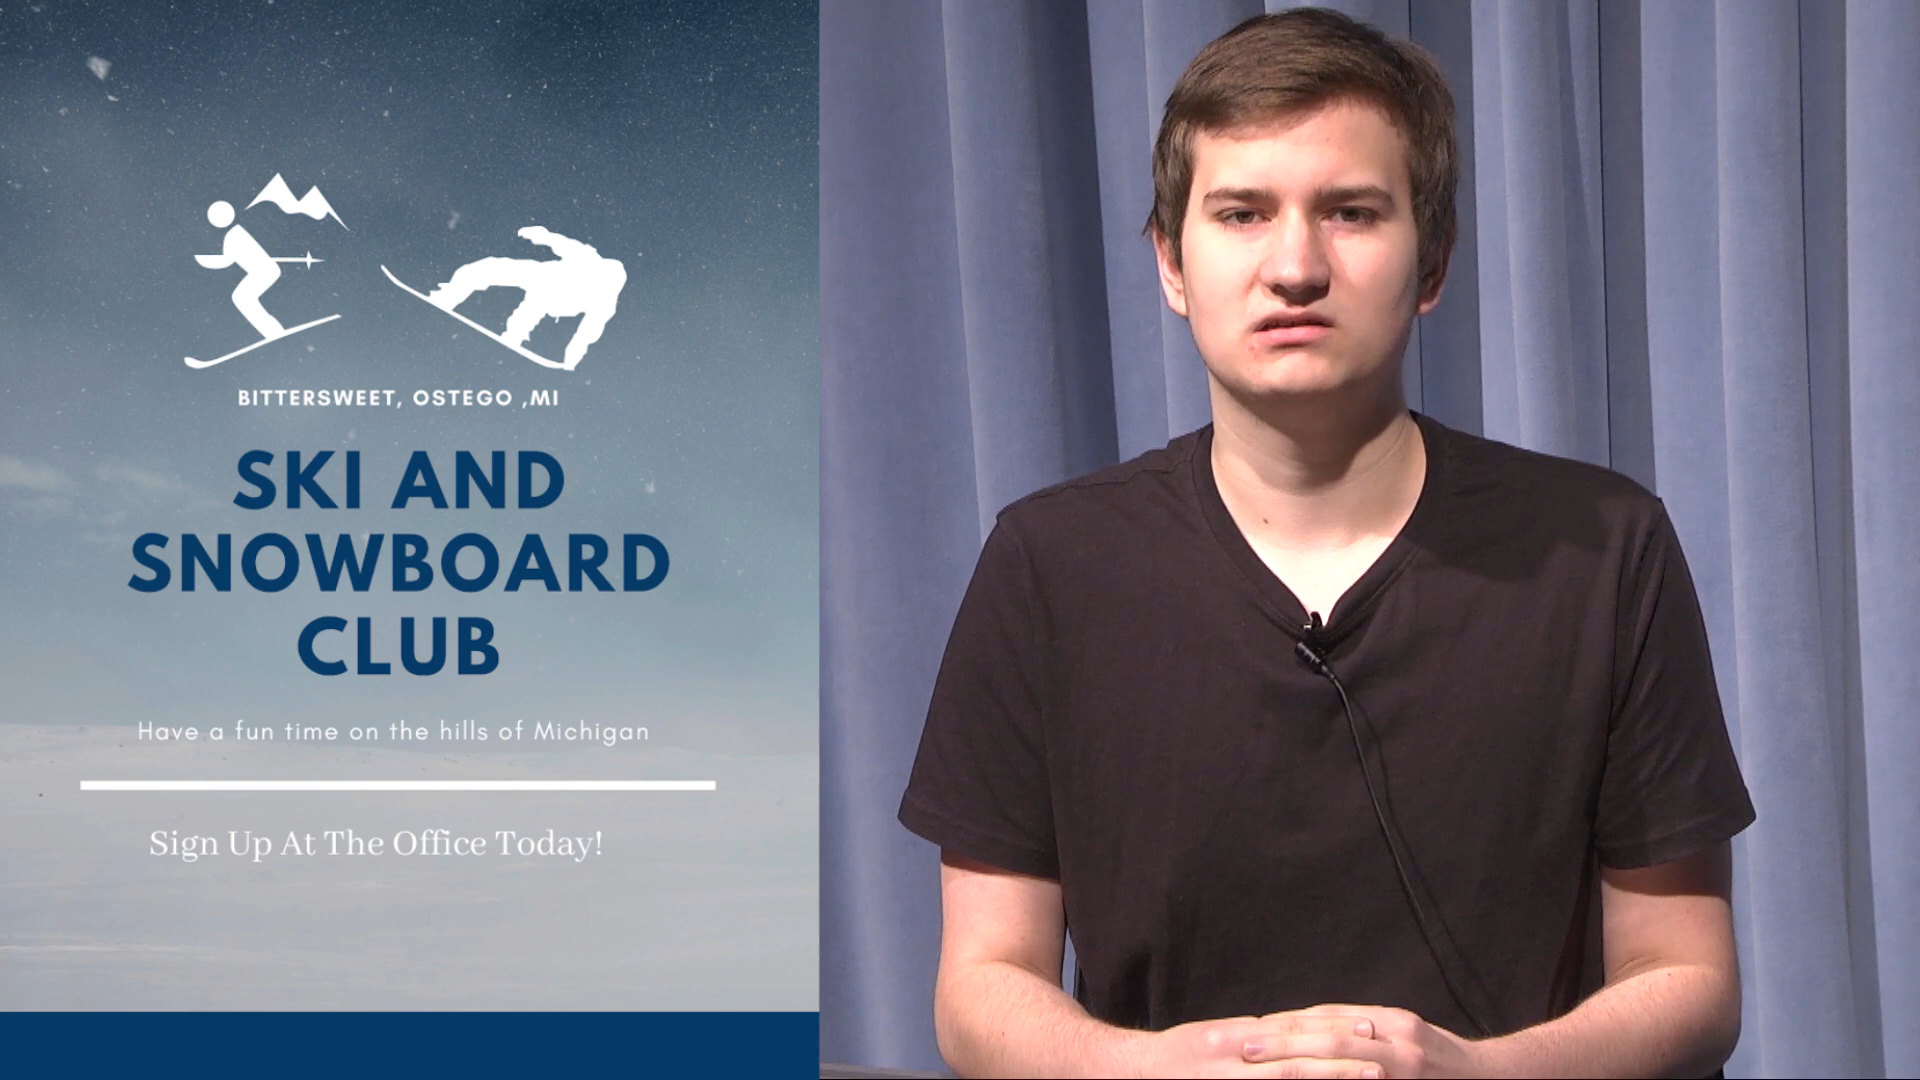 BITTERSWEET, OSTEGO ,MI
SKI AND
SNOWBOARD
CLUB
Have a fun time on the hills of Michigan
Sign Up At The Office Today!